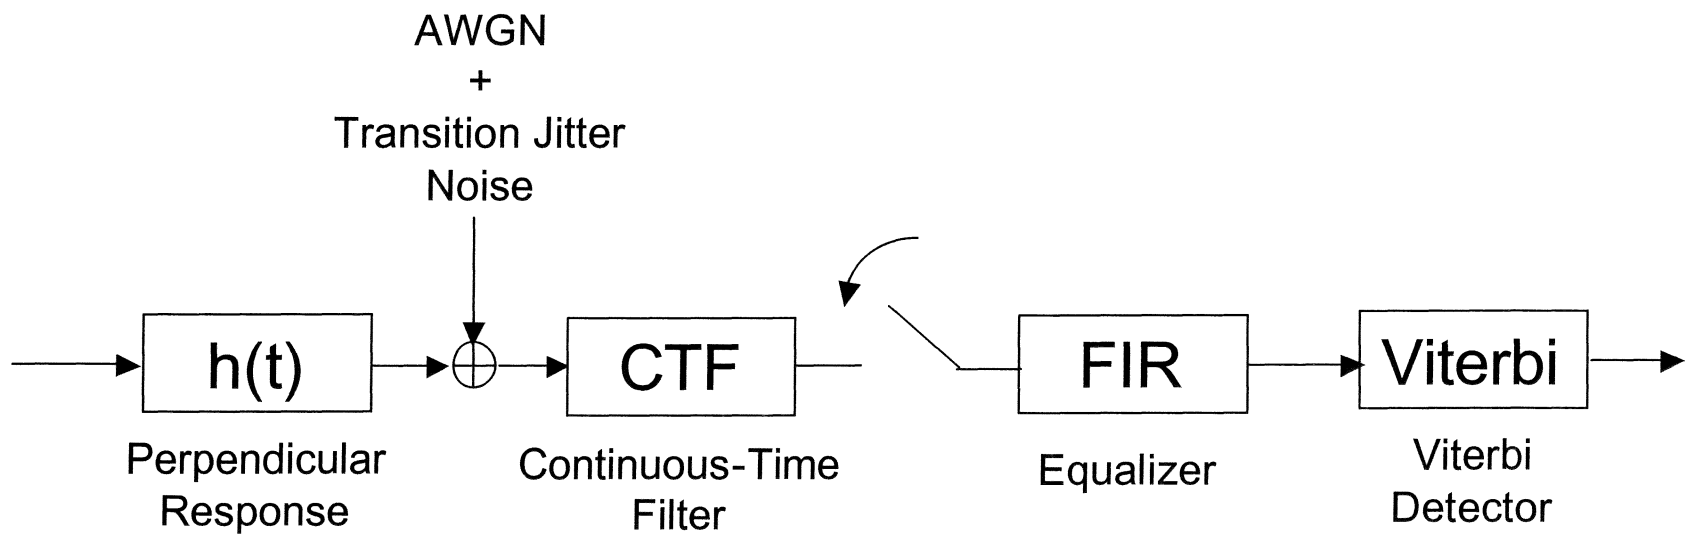 AWGN
+
Transition Jitter
Noise
h(t)
CTF
FIR
Viterbi
Perpendicular
Response
Continuous-Time
Filter
Equalizer
Viterbi
Detector